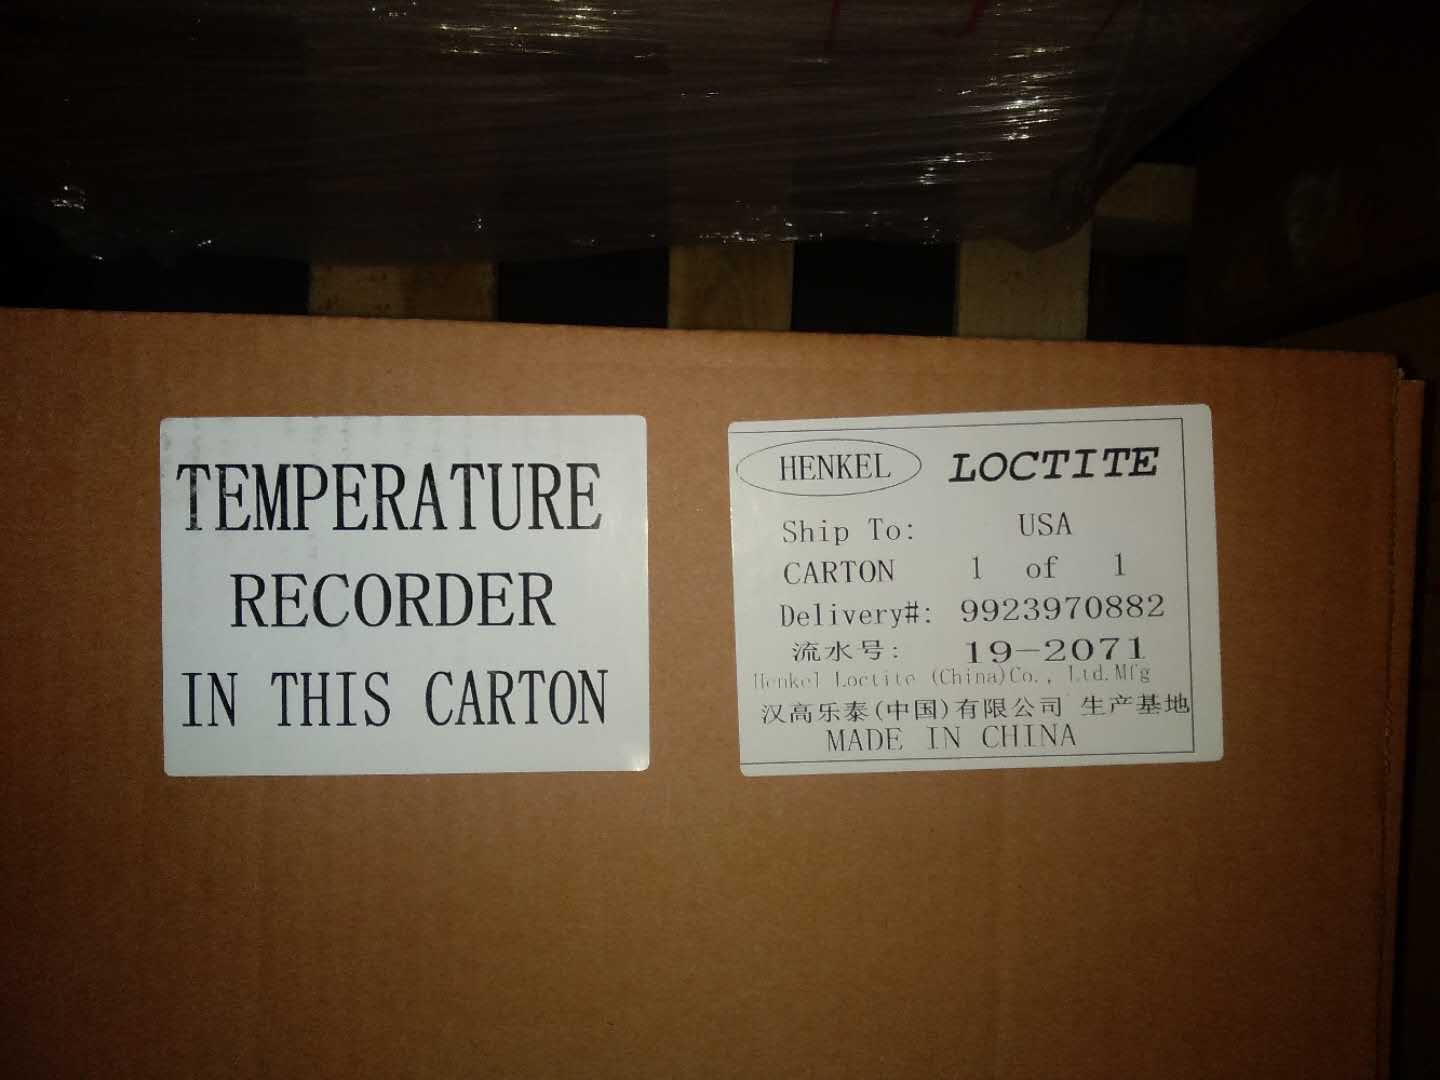 TEMPERATURE
RECORDER
IN THIS CARTON
HENKEL LOCTITE
Ship To: USA
CARTON 1 of 1
Delivery#: 9923970882
流水号: 19-2071
Henkel Loctite (China)Co., Ltd.Mfg
汉高乐泰(中国)有限公司 生产基地
MADE IN CHINA